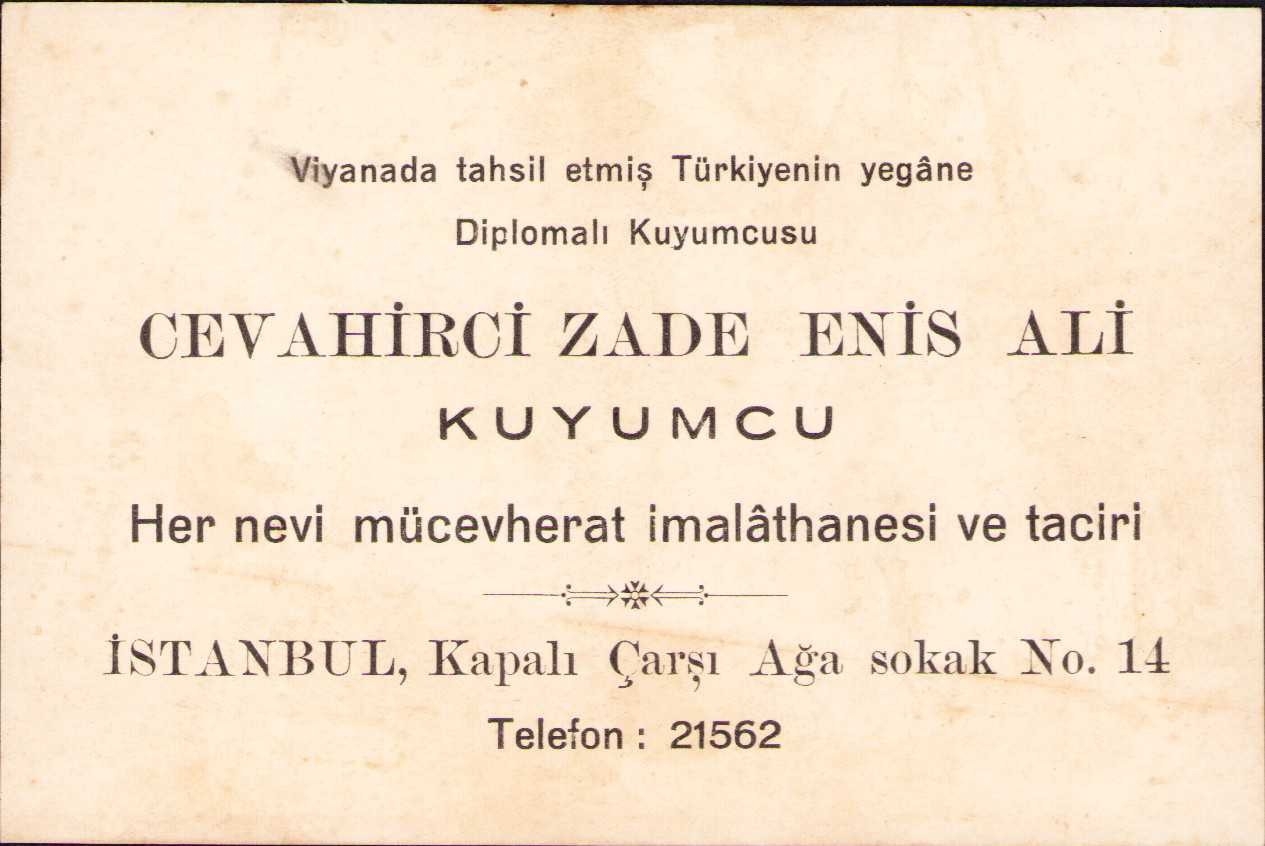 Viyanada tahsil etmiş Türkiyenin yegâne
Diplomalı Kuyumcusu
CEVAHİRCİ ZADE ENİS ALİ
KUYUMCU
Her nevi mücevherat imalâthanesi ve taciri
İSTANBUL, Kapalı Çarşı Ağa sokak No. 14
Telefon : 21562